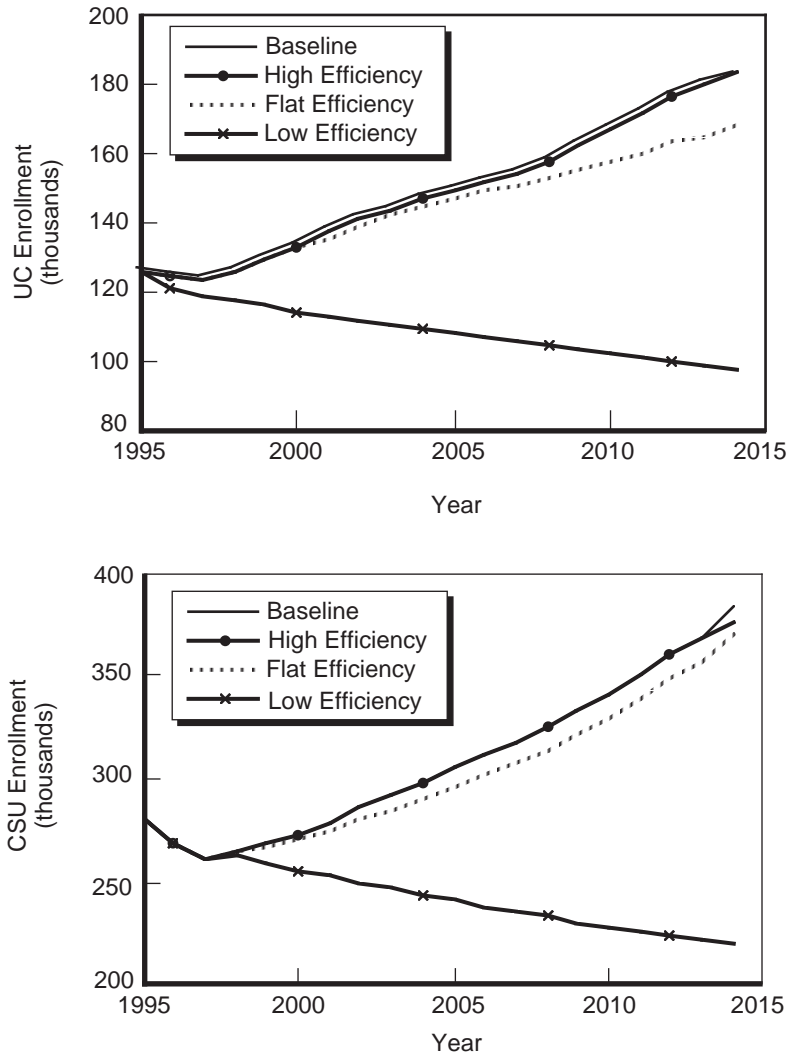 200
180
160
140
120
100
80
UC Enrollment
(thousands)
Baseline
High Efficiency
Flat Efficiency
Low Efficiency
1995 2000 2005 2010 2015
Year
400
350
300
250
200
CSU Enrollment
(thousands)
Baseline
High Efficiency
Flat Efficiency
Low Efficiency
1995 2000 2005 2010 2015
Year